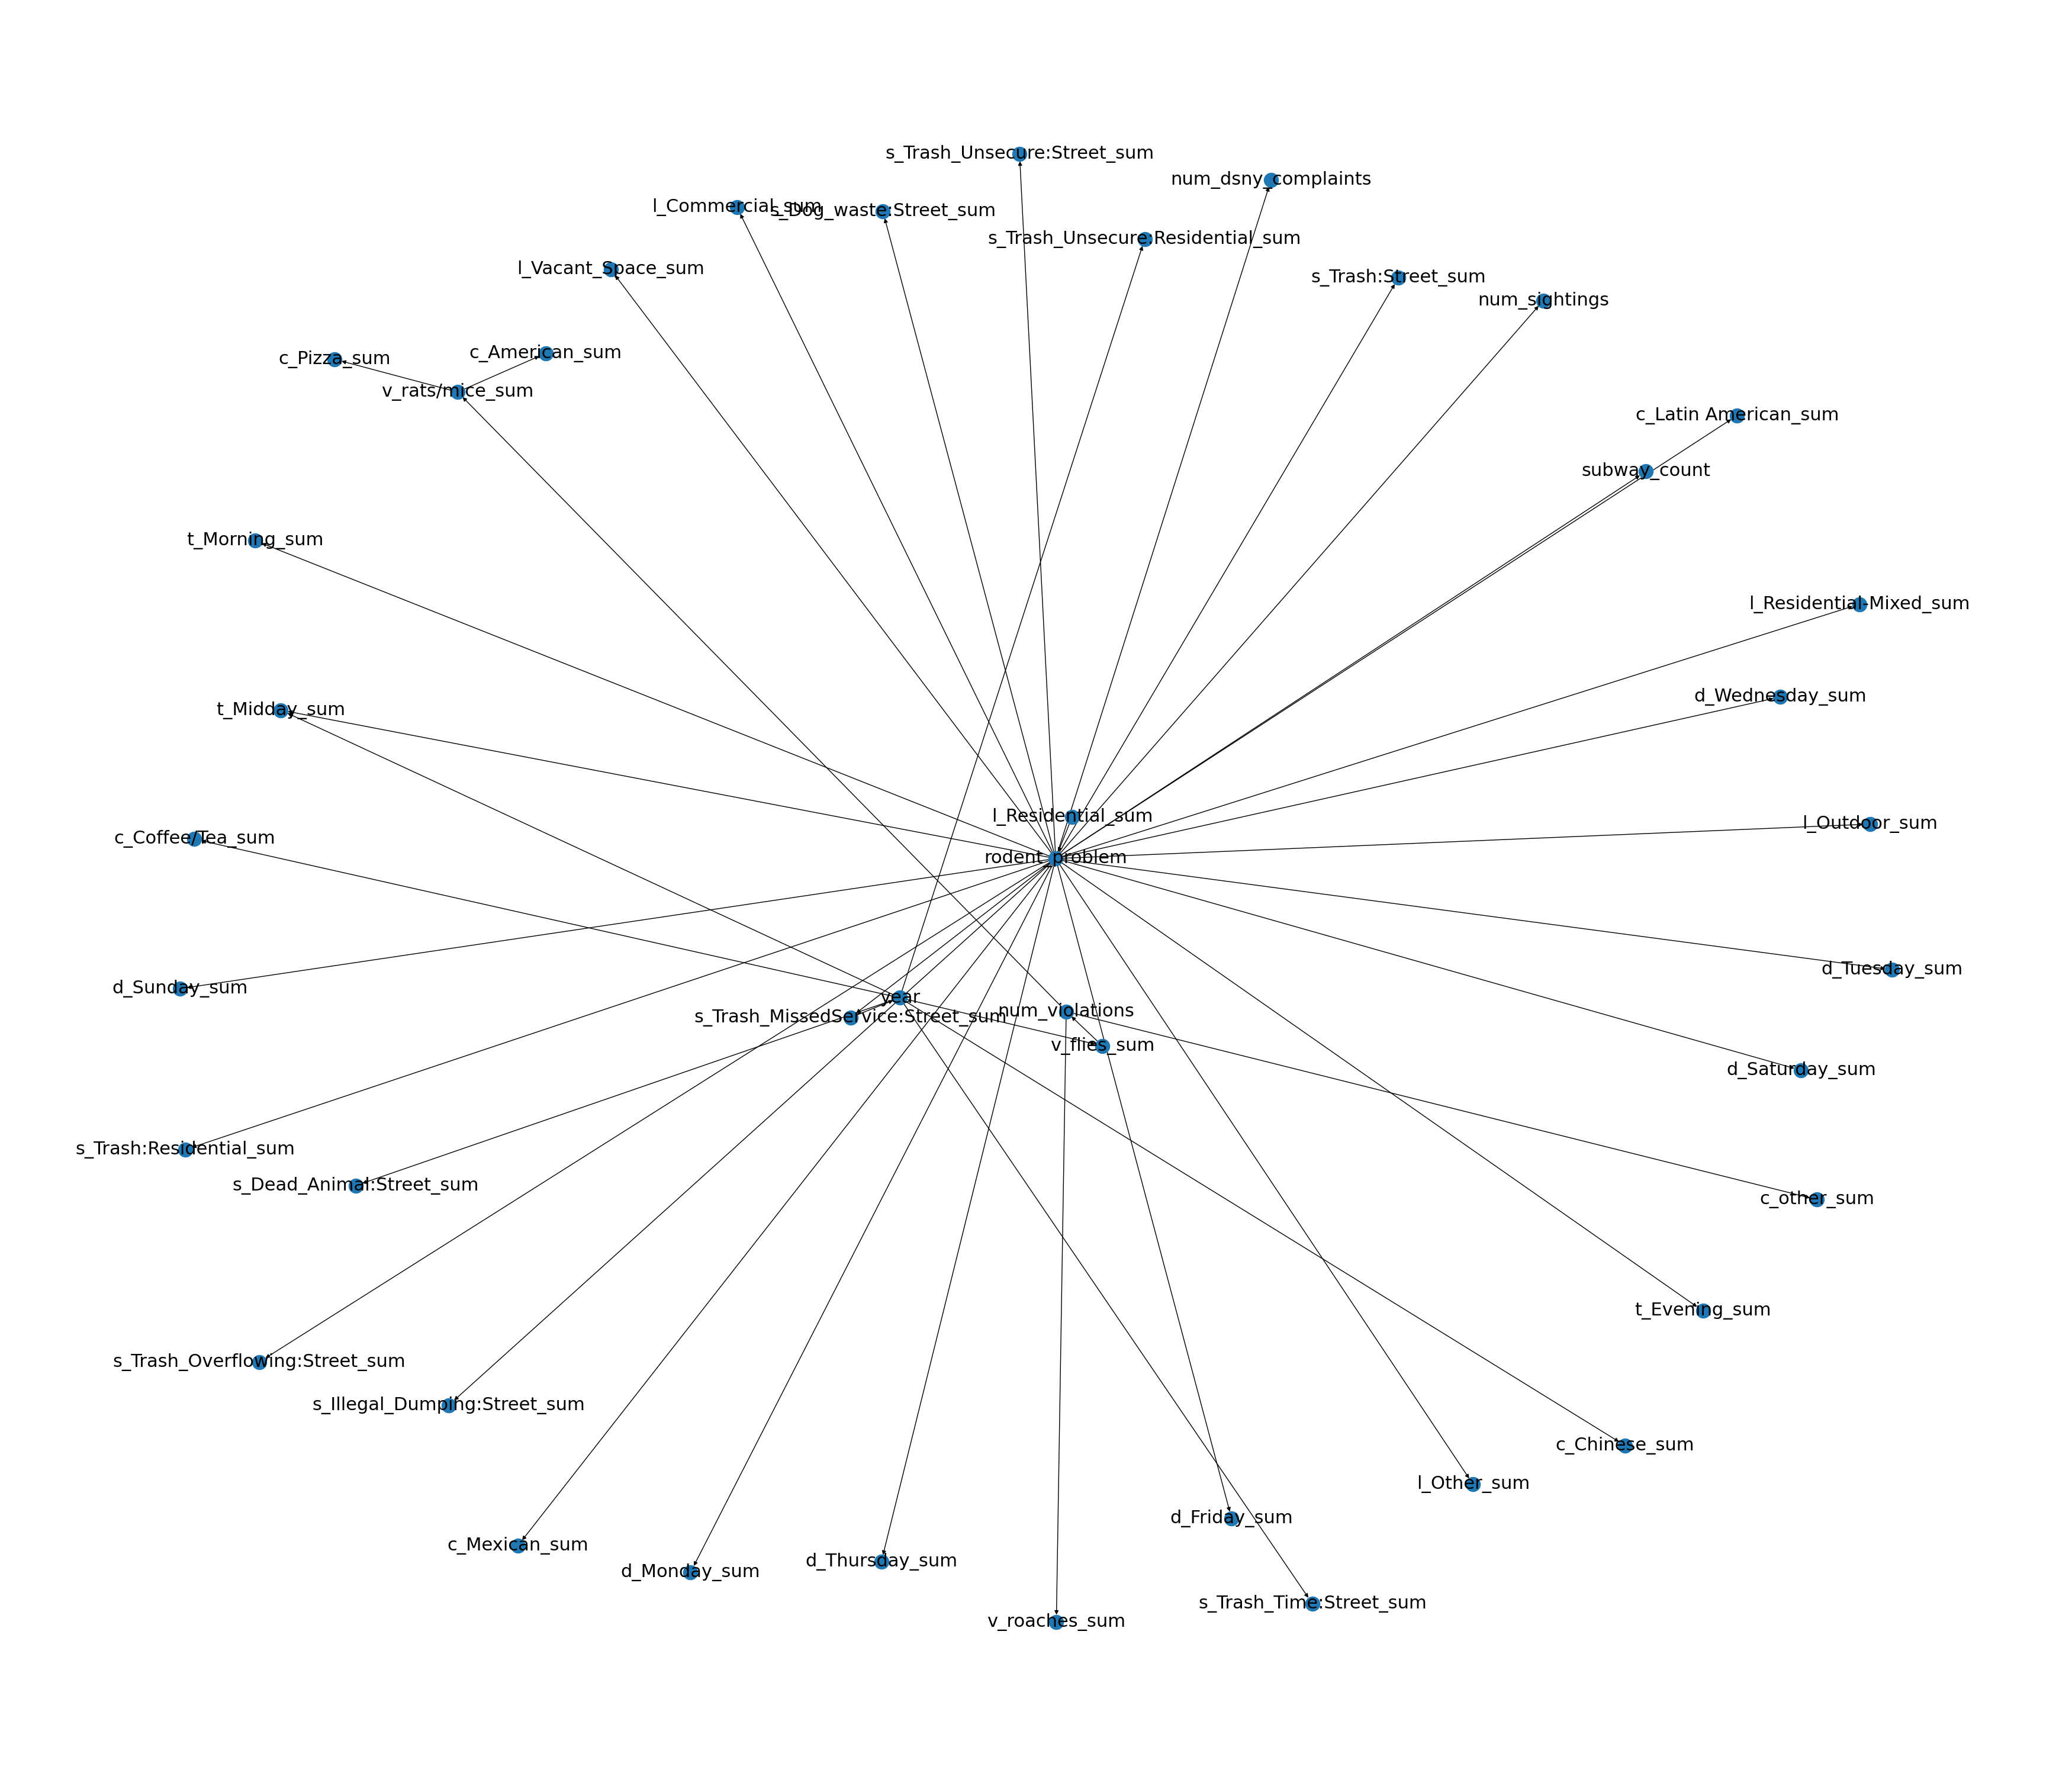 s_Trash_Unsecure:Street_sum
num_dsny_complaints
l_Commercial_sum
s_Dog_waste:Street_sum
s_Trash_Unsecure:Residential_sum
l_Vacant_Space_sum
s_Trash:Street_sum
num_sightings
c_Pizza_sum
c_American_sum
v_rats/mice_sum
c_Latin American_sum
subway_count
t_Morning_sum
l_Residential-Mixed_sum
d_Wednesday_sum
t_Midday_sum
l_Residential_sum
l_Outdoor_sum
c_Coffee/Tea_sum
rodent_problem
d_Tuesday_sum
d_Sunday_sum
year
s_Trash_MissedService:Street_sum
num_violations
v_flies_sum
d_Saturday_sum
s_Trash:Residential_sum
s_Dead_Animal:Street_sum
c_other_sum
t_Evening_sum
s_Trash_Overflowing:Street_sum
s_Illegal_Dumping:Street_sum
c_Chinese_sum
l_Other_sum
d_Friday_sum
c_Mexican_sum
d_Thursday_sum
d_Monday_sum
s_Trash_Time:Street_sum
v_roaches_sum